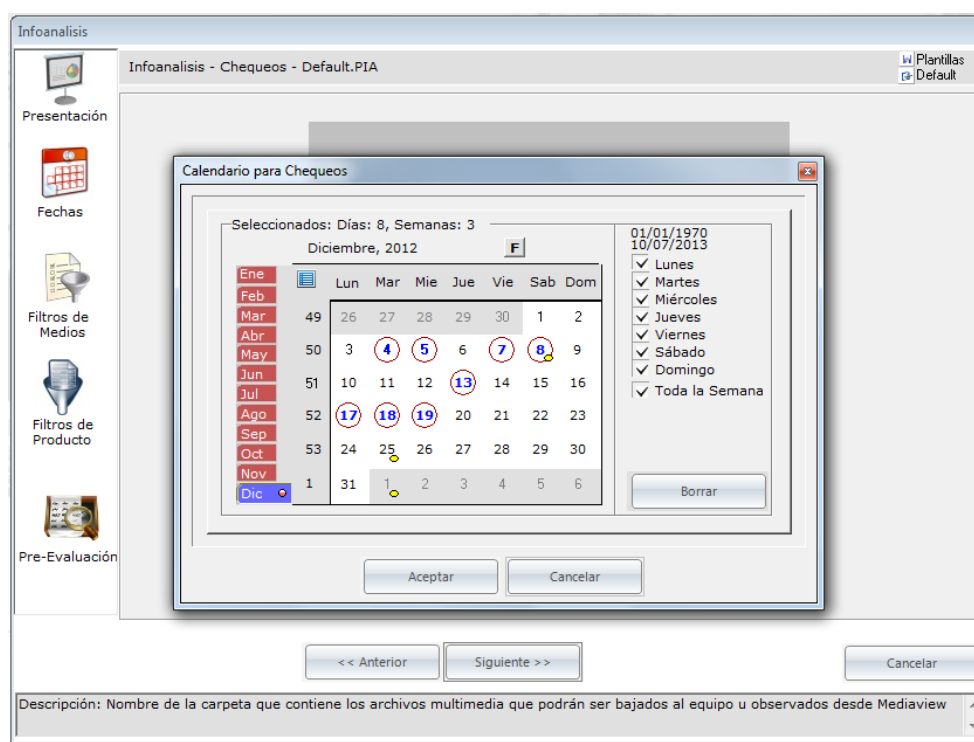 Infoanalisis
Infoanalisis - Chequeos - Default.PIA
Plantillas
Default
Presentación
Fechas
Filtros de
Medios
Filtros de
Producto
Pre-Evaluación
Calendario para Chequeos
Seleccionados: Días: 8, Semanas: 3
Diciembre, 2012 F
Ene
Feb
Mar
Abr
May
Jun
Jul
Ago
Sep
Oct
Nov
Dic
Lun Mar Mie Jue Vie Sab Dom
49 26 27 28 29 30 1 2
50 3 4 5 6 7 8 9
51 10 11 12 13 14 15 16
52 17 18 19 20 21 22 23
53 24 25 26 27 28 29 30
1 31 1 2 3 4 5 6
01/01/1970
10/07/2013
Lunes
Martes
Miércoles
Jueves
Viernes
Sábado
Domingo
Toda la Semana
Borrar
Aceptar Cancelar
<< Anterior Siguiente >> Cancelar
Descripción: Nombre de la carpeta que contiene los archivos multimedia que podrán ser bajados al equipo u observados desde Mediaview